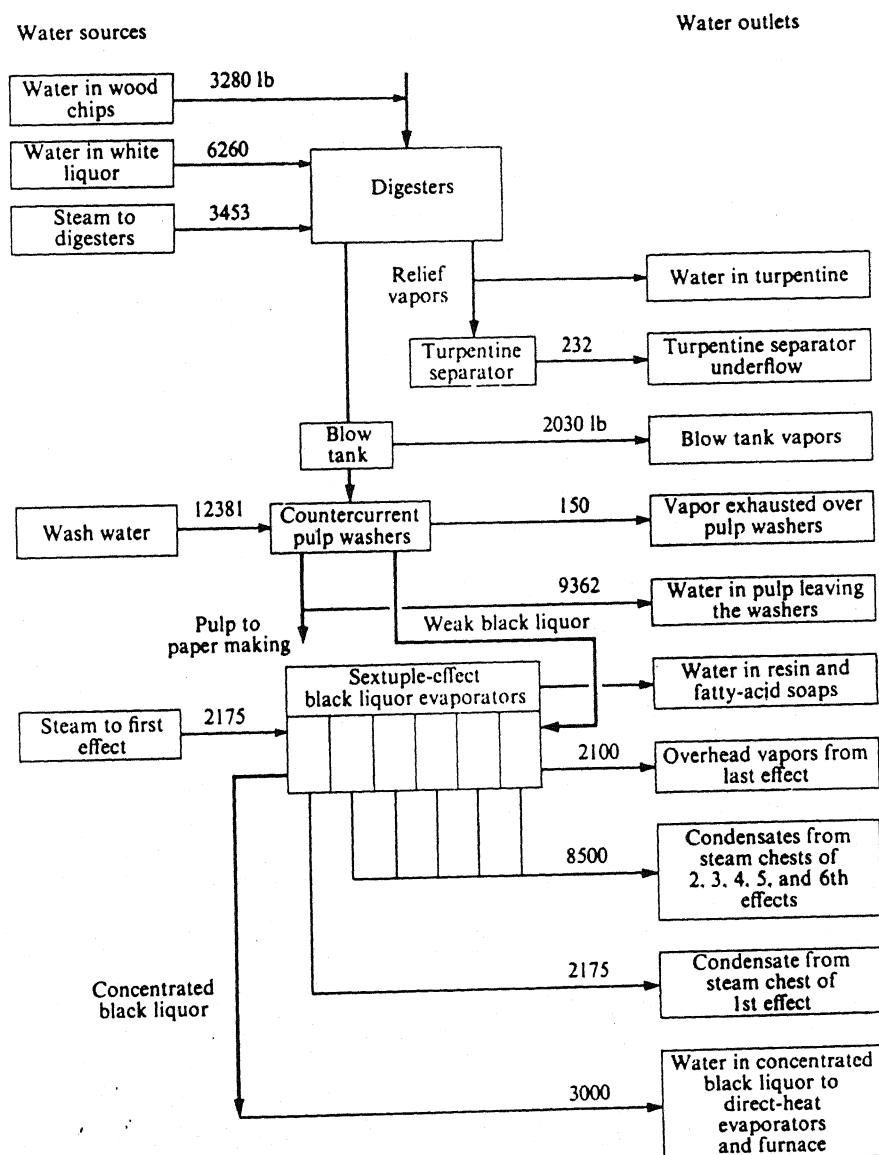 Water sources
Water outlets
3280 lb
Water in wood
chips
6260
Water in white
liquor
Digesters
3453
Steam to
digesters
Relief
vapors
Water in turpentine
Turpentine
separator
232
Turpentine separator
underflow
Blow
tank
2030 lb
Blow tank vapors
Wash water
12381
Countercurrent
pulp washers
150
Vapor exhausted over
pulp washers
9362
Water in pulp leaving
the washers
Pulp to
paper making
Weak black liquor
Sextuple-effect
black liquor evaporators
Water in resin and
fatty-acid soaps
Steam to first
effect
2175
2100
Overhead vapors from
last effect
8500
Condensates from
steam chests of
2, 3, 4, 5, and 6th
effects
2175
Condensate from
steam chest of
1st effect
Concentrated
black liquor
3000
Water in concentrated
black liquor to
direct-heat
evaporators
and furnace